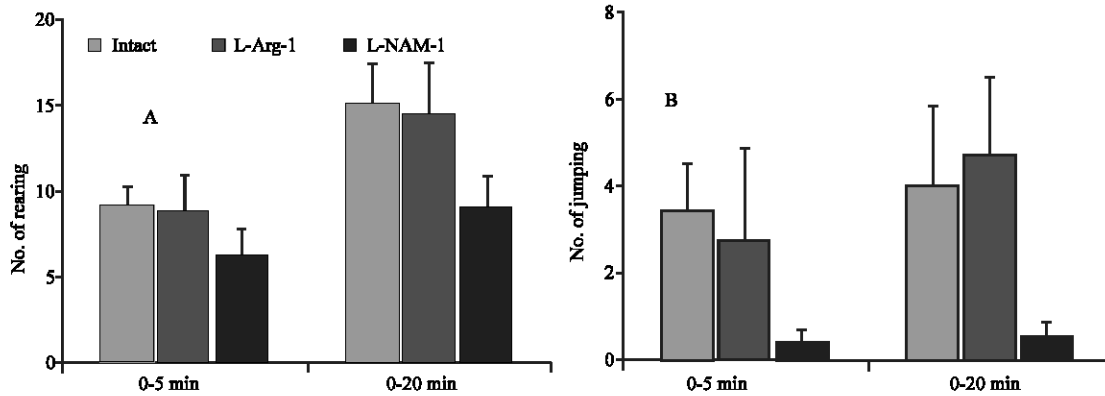 20
15
10
5
0
No. of rearing
Intact L-Arg-1 L-NAM-1
A
0-5 min 0-20 min
8
6
4
2
0
No. of jumping
B
0-5 min 0-20 min